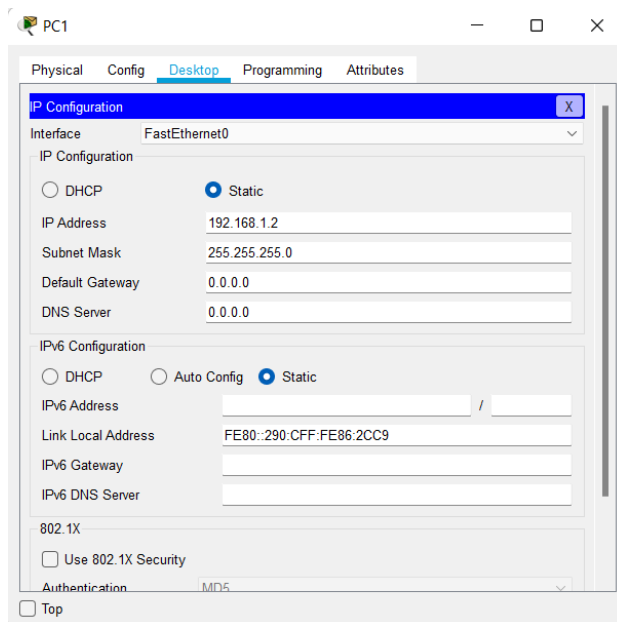 PC1
Physical Config Desktop Programming Attributes
IP Configuration X
Interface FastEthernet0
IP Configuration
DHCP Static
IP Address 192.168.1.2
Subnet Mask 255.255.255.0
Default Gateway 0.0.0.0
DNS Server 0.0.0.0
IPv6 Configuration
DHCP Auto Config Static
IPv6 Address /
Link Local Address FE80::290:CFF:FE86:2CC9
IPv6 Gateway
IPv6 DNS Server
802.1X
Use 802.1X Security
Authentication MD5
Top